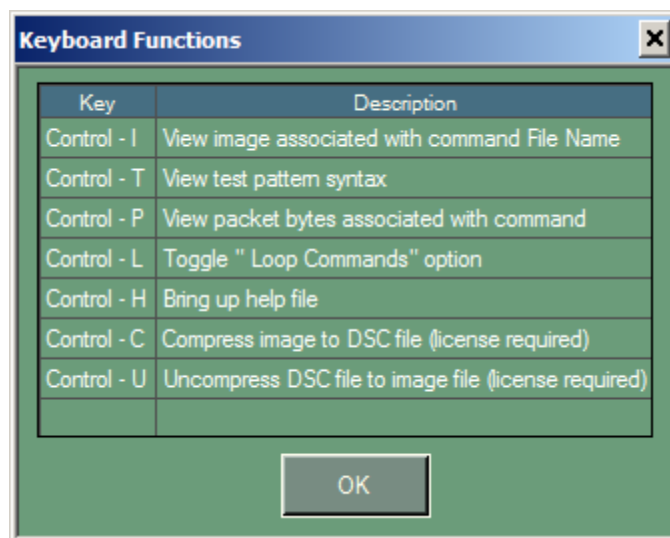 Keyboard Functions
Key Description
Control - I View image associated with command File Name
Control - T View test pattern syntax
Control - P View packet bytes associated with command
Control - L Toggle " Loop Commands" option
Control - H Bring up help file
Control - C Compress image to DSC file (license required)
Control - U Uncompress DSC file to image file (license required)
OK